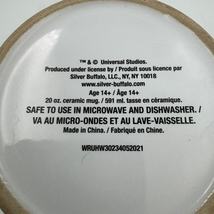 ™ & © Universal Studios.
Produced under license by / Produit sous licence par
Silver Buffalo, LLC, NY, NY 10018
www.silver-buffalo.com
Age 14+ / Âge 14+
20 oz. ceramic mug. / 591 ml. tasse en céramique.
SAFE TO USE IN MICROWAVE AND DISHWASHER. /
VA AU MICRO-ONDES ET AU LAVE-VAISSELLE.
Made in China. / Fabriqué en Chine.
WRUHW30234052021